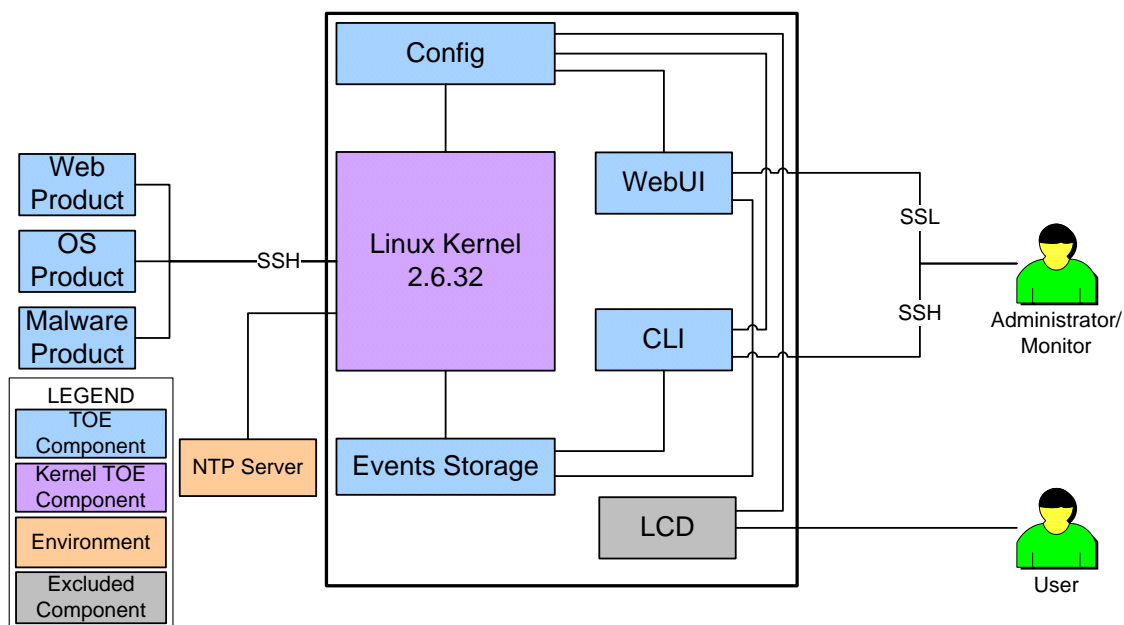 Config
Web
Product
OS
Product
Malware
Product
SSH
Linux Kernel
2.6.32
WebUI
CLI
SSL
SSH
Administrator/
Monitor
LEGEND
TOE
Component
Kernel TOE
Component
Environment
Excluded
Component
NTP Server
Events Storage
LCD
User